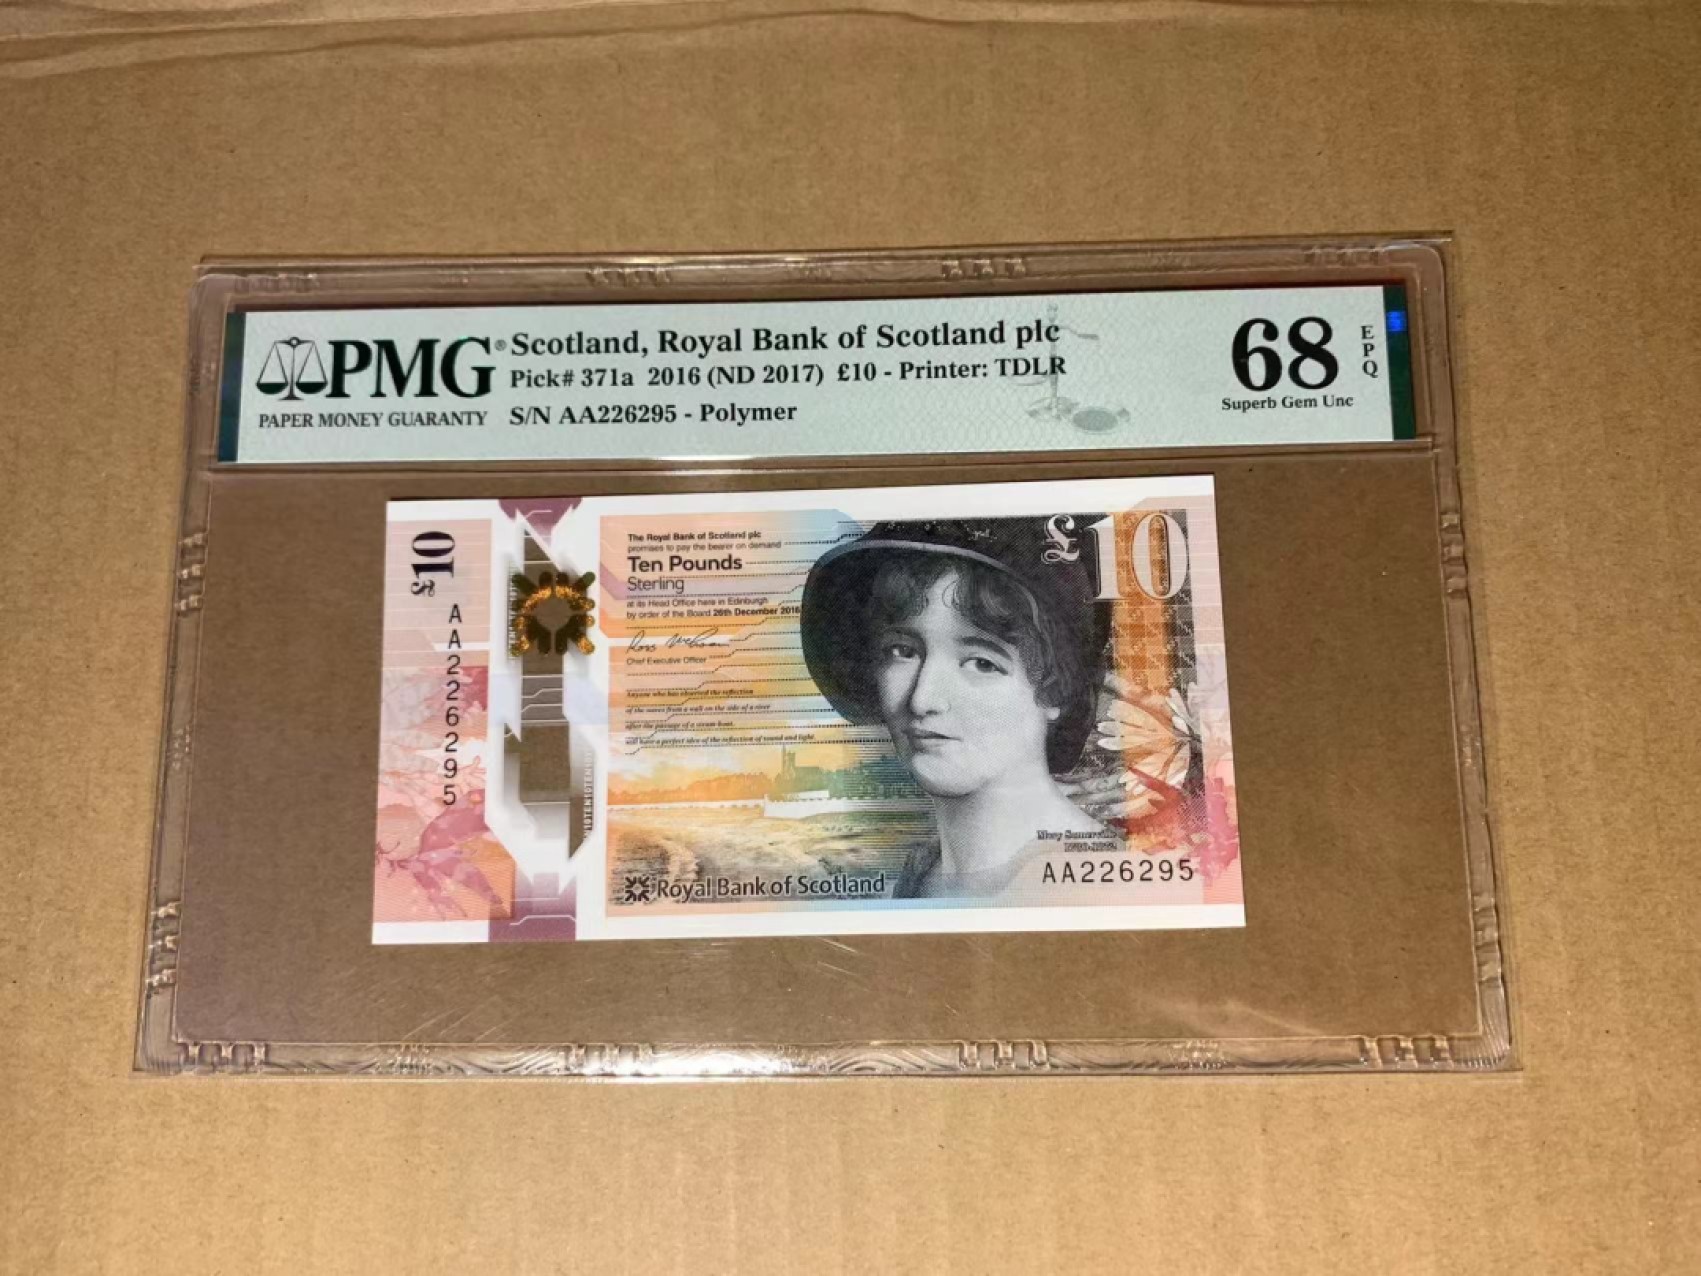 PMG®
PAPER MONEY GUARANTY
Scotland, Royal Bank of Scotland plc
Pick# 371a 2016 (ND 2017) £10 - Printer: TDLR
S/N AA226295 - Polymer
68
EPQ
Superb Gem Unc
£10
AA226295
The Royal Bank of Scotland plc
promises to pay the bearer on demand
Ten Pounds
Sterling
at its Head Office here in Edinburgh
by order of the Board 26th December 2016
Chief Executive Officer
Anyone who has observed the reflection
of the waves from a wall on the side of a river
after the passage of a steam-boat,
will have a perfect idea of the reflection of sound and light.
£10
Mary Somerville
1780-1872
AA226295
Royal Bank of Scotland